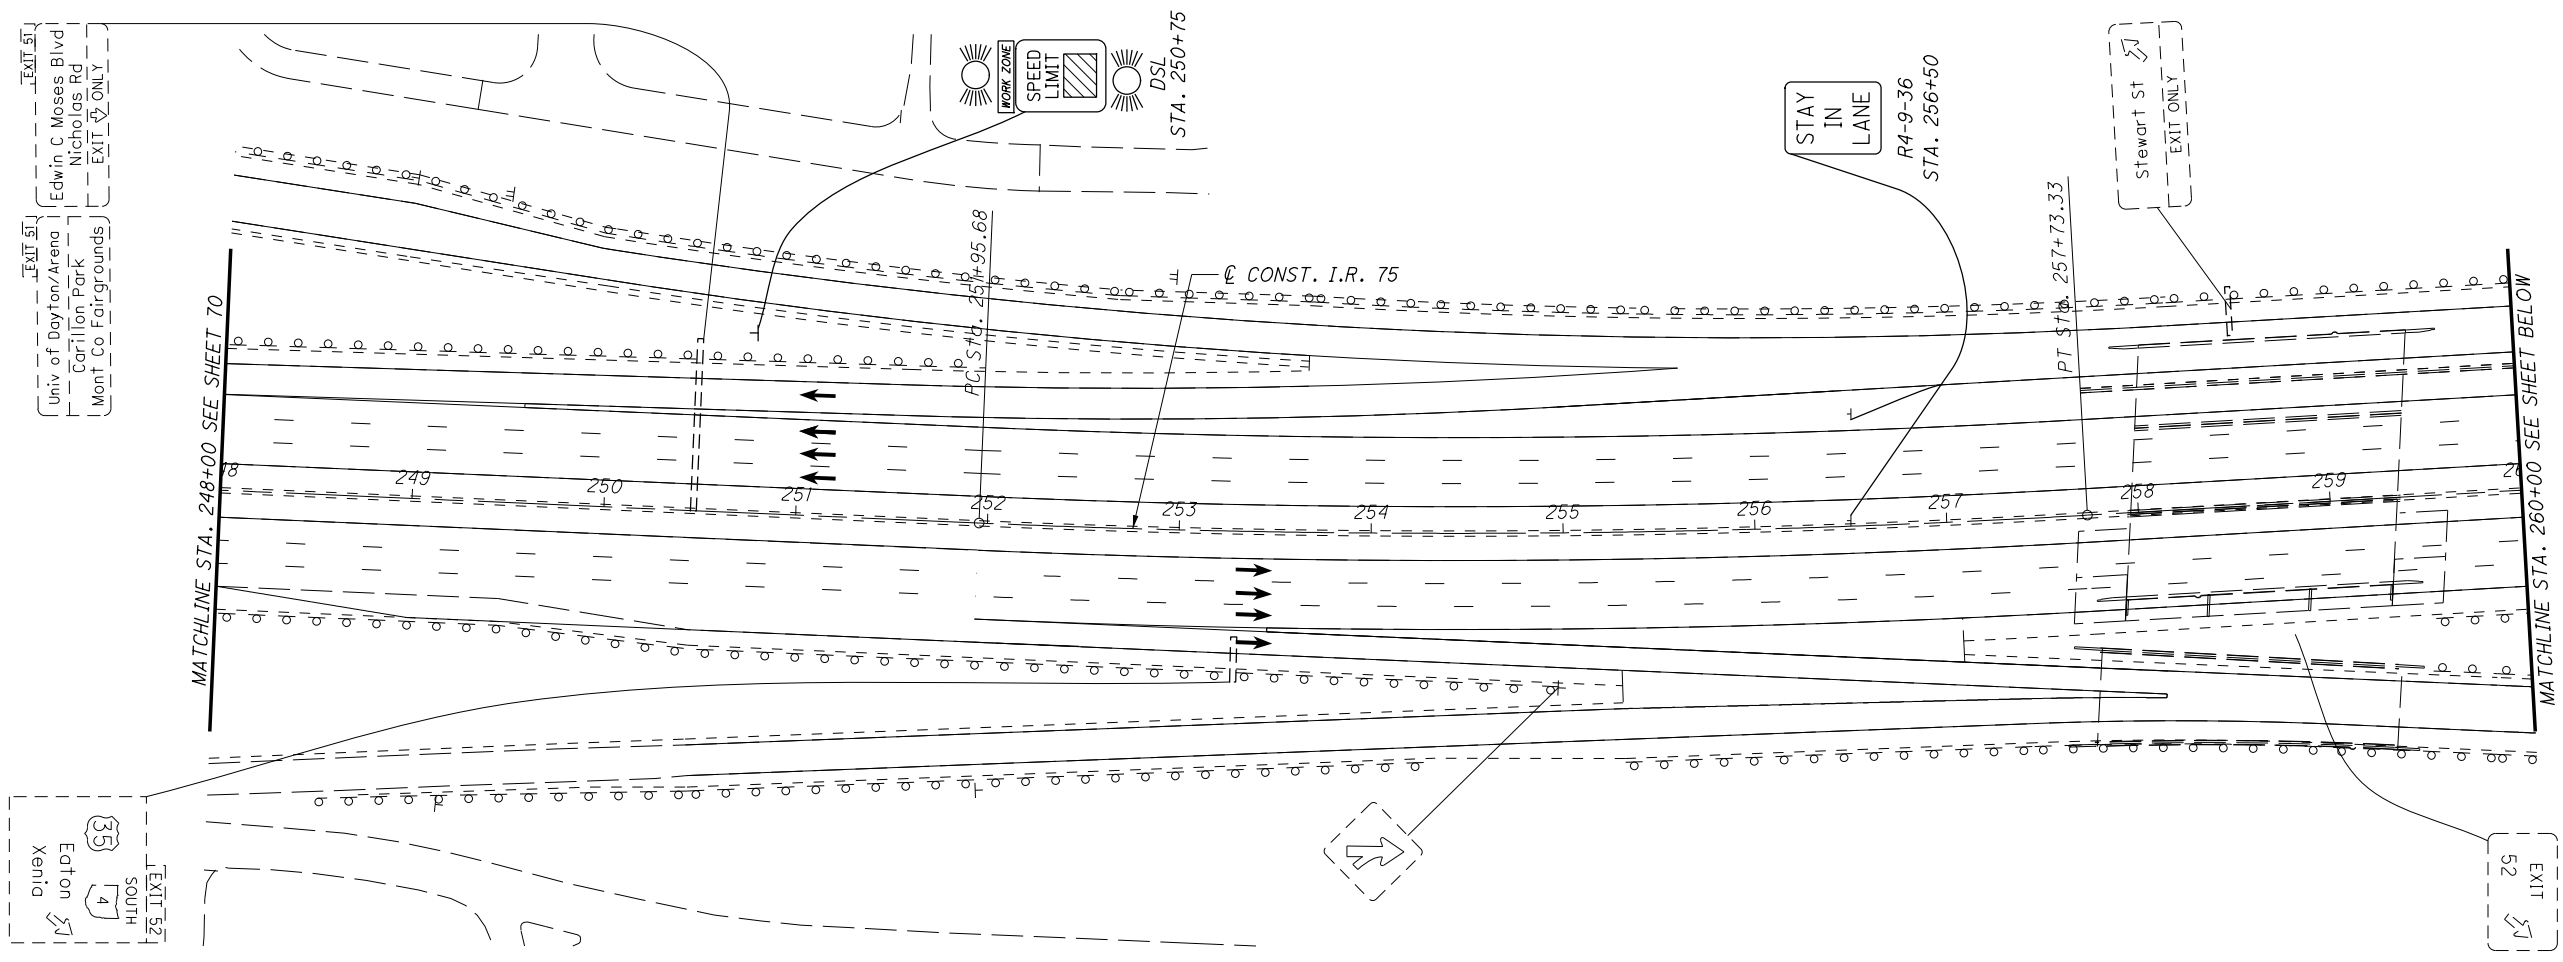 EXIT 51
Edwin C Moses Blvd
Nicholas Rd
EXIT ONLY
EXIT 51
Univ of Dayton/Arena
Carillon Park
Mont Co Fairgrounds
WORK ZONE
SPEED
LIMIT
DSL
STA. 250+75
STAY
IN
LANE
R4-9-36
STA. 256+50
Stewart St
EXIT ONLY
PC Sta. 251+95.68
℄ CONST. I.R. 75
PT Sta. 257+73.33
MATCHLINE STA. 248+00 SEE SHEET 70
MATCHLINE STA. 260+00 SEE SHEET BELOW
249
250
251
252
253
254
255
256
257
258
259
EXIT 52
SOUTH
35
4
Eaton
Xenia
EXIT
52